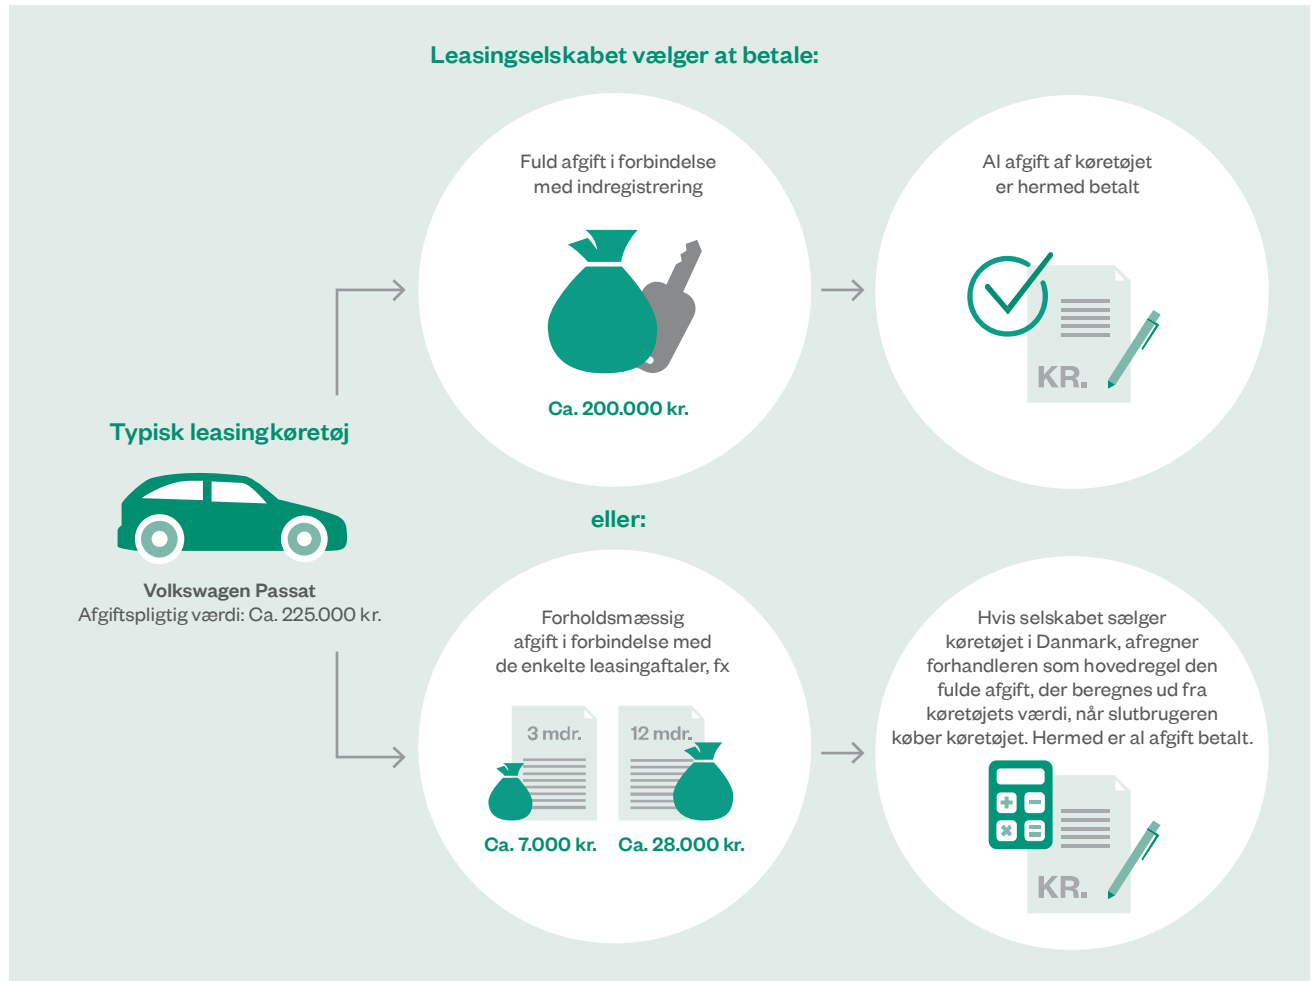 Leasingselskabet vælger at betale:
Fuld afgift i forbindelse
med indregistrering
Ca. 200.000 kr.
Al afgift af køretøjet
er hermed betalt
KR.
Typisk leasingkøretøj
Volkswagen Passat
Afgiftspligtig værdi: Ca. 225.000 kr.
eller:
Forholdsmæssig
afgift i forbindelse med
de enkelte leasingaftaler, fx
3 mdr.
12 mdr.
Ca. 7.000 kr.
Ca. 28.000 kr.
Hvis selskabet sælger
køretøjet i Danmark, afregner
forhandleren som hovedregel den
fulde afgift, der beregnes ud fra
køretøjets værdi, når slutbrugeren
køber køretøjet. Hermed er al afgift betalt.
KR.